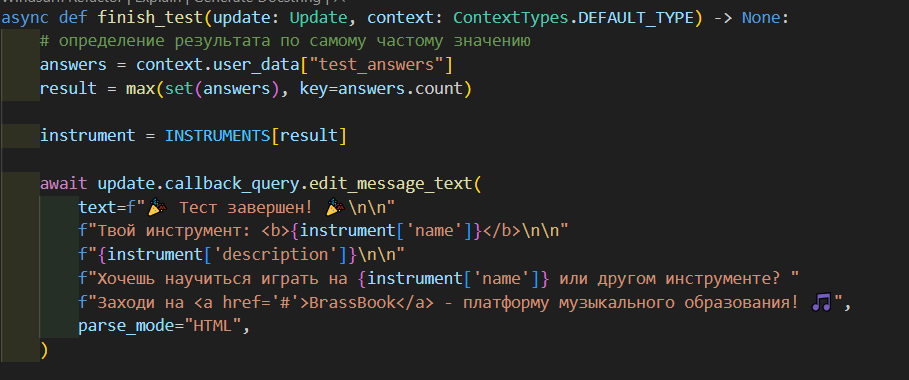 Windsurf: Refactor | Explain | Generate Docstring | X
async def finish_test(update: Update, context: ContextTypes.DEFAULT_TYPE) -> None:
    # определение результата по самому частому значению
    answers = context.user_data["test_answers"]
    result = max(set(answers), key=answers.count)

    instrument = INSTRUMENTS[result]

    await update.callback_query.edit_message_text(
        text=f"🎉 Тест завершен! 🎉\n\n"
        f"Твой инструмент: <b>{instrument['name']}</b>\n\n"
        f"{instrument['description']}\n\n"
        f"Хочешь научиться играть на {instrument['name']} или другом инструменте? "
        f"Заходи на <a href='#'>BrassBook</a> - платформу музыкального образования! 🎵",
        parse_mode="HTML",
    )